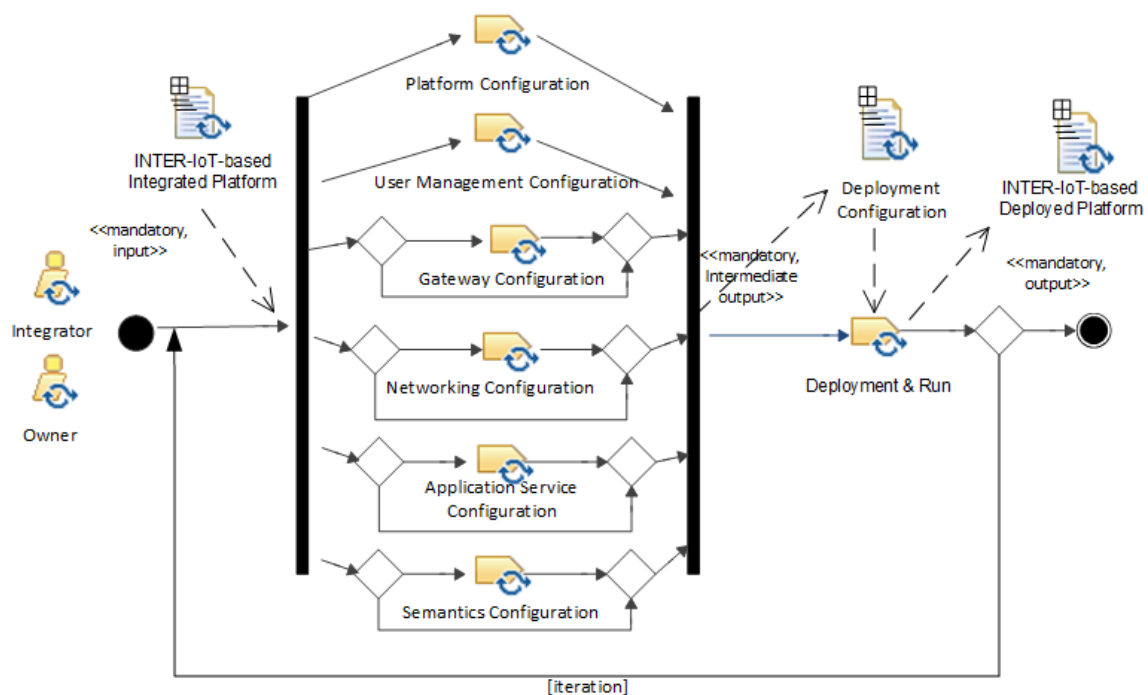 Platform Configuration
INTER-IoT-based
Integrated Platform
<<mandatory,
input>>
User Management Configuration
Deployment
Configuration
INTER-IoT-based
Deployed Platform
<<mandatory,
Intermediate
output>>
<<mandatory,
output>>
Gateway Configuration
Integrator
Owner
Networking Configuration
Deployment & Run
Application Service
Configuration
Semantics Configuration
[iteration]